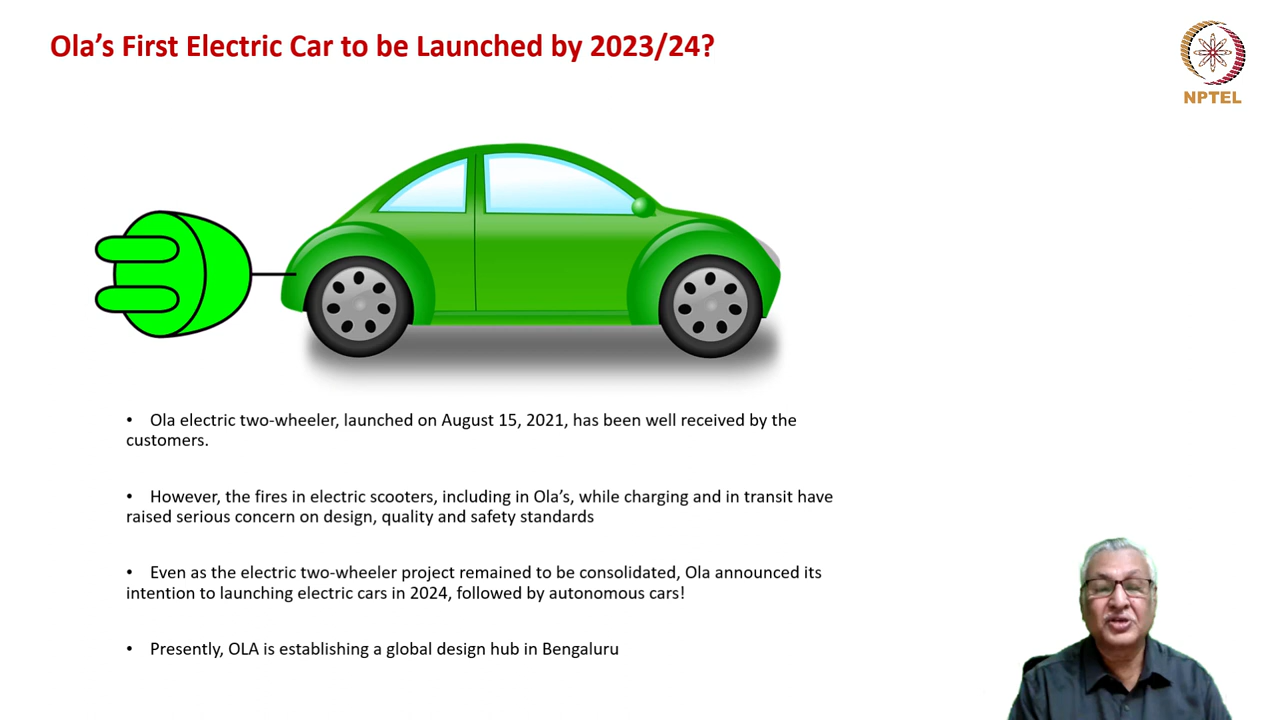 Ola’s First Electric Car to be Launched by 2023/24?
NPTEL
• Ola electric two-wheeler, launched on August 15, 2021, has been well received by the
customers.
• However, the fires in electric scooters, including in Ola’s, while charging and in transit have
raised serious concern on design, quality and safety standards
• Even as the electric two-wheeler project remained to be consolidated, Ola announced its
intention to launching electric cars in 2024, followed by autonomous cars!
• Presently, OLA is establishing a global design hub in Bengaluru